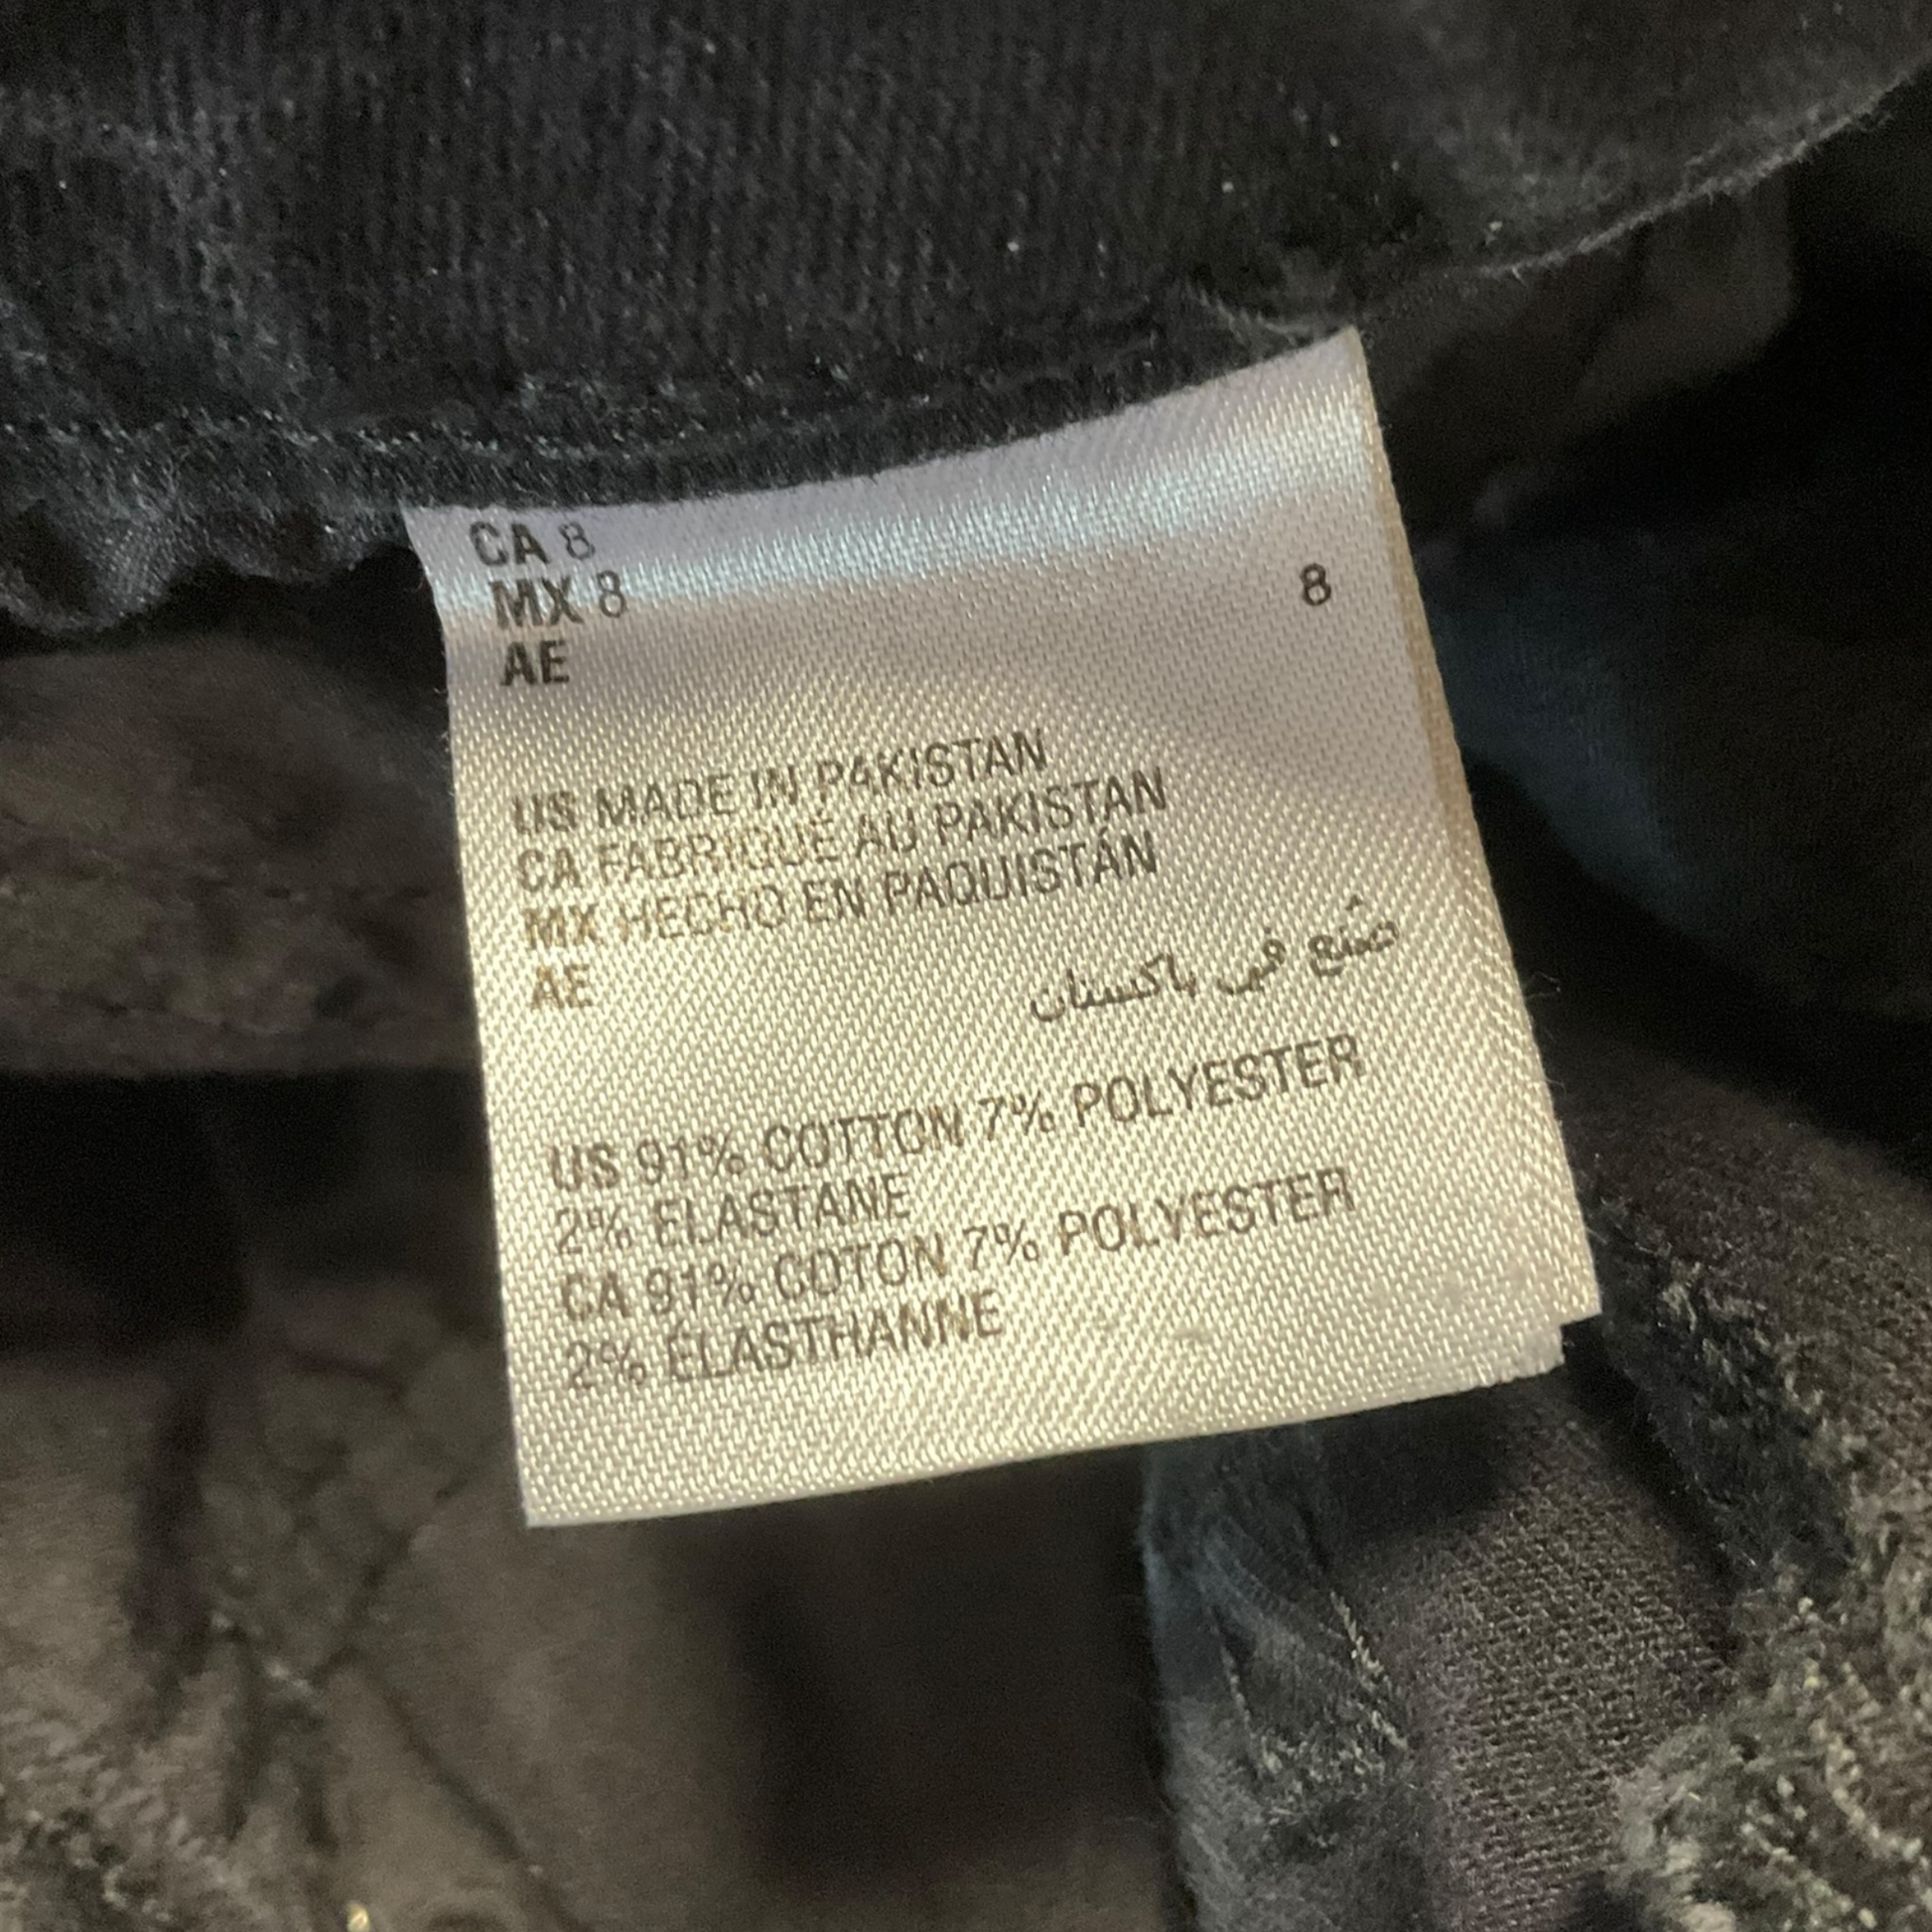 CA 8
MX 8
AE 8
US MADE IN PAKISTAN
CA FABRIQUÉ AU PAKISTAN
MX HECHO EN PAQUISTÁN
AE صنع في باكستان
US 91% COTTON 7% POLYESTER
2% ELASTANE
CA 91% COTON 7% POLYESTER
2% ÉLASTHANNE